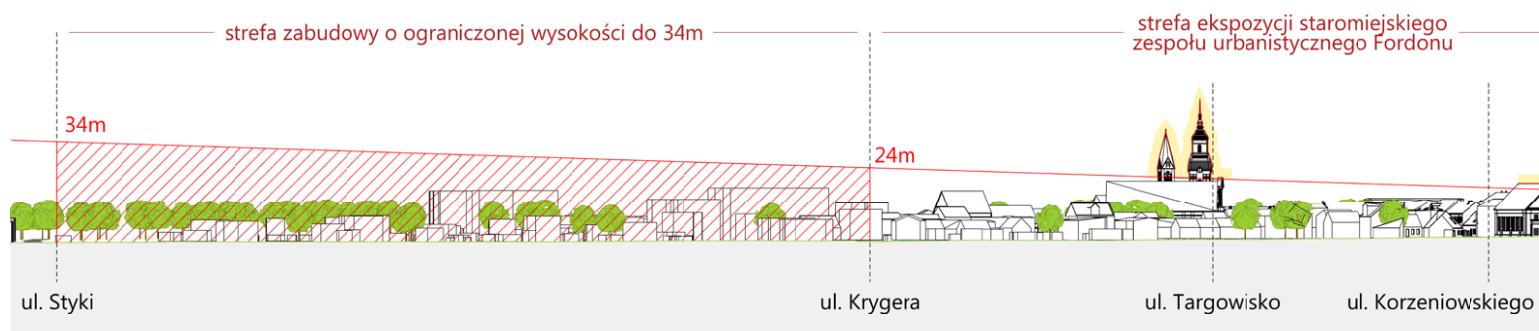 strefa zabudowy o ograniczonej wysokości do 34m
strefa ekspozycji staromiejskiego
zespołu urbanistycznego Fordonu
34m
24m
ul. Styki
ul. Krygera
ul. Targowisko
ul. Korzeniowskiego